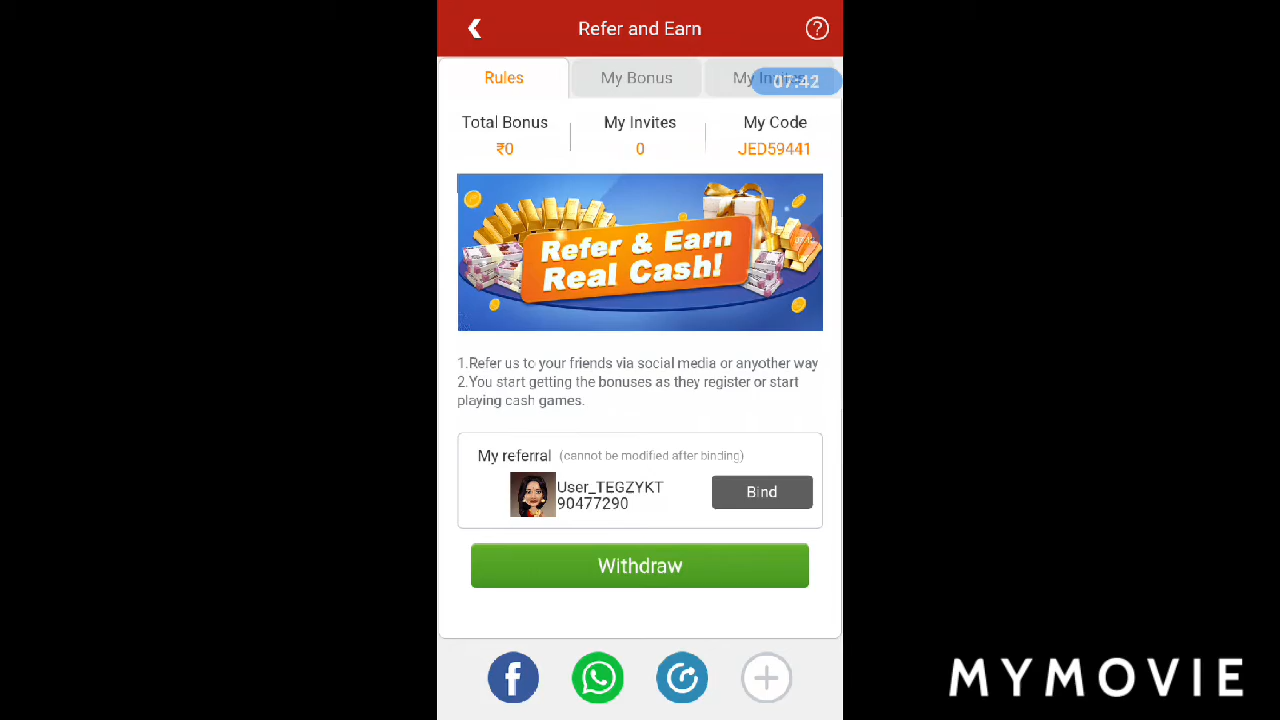 Refer and Earn
?
Rules
My Bonus
My Invites
07:42
Total Bonus
My Invites
My Code
₹0
0
JED59441
Refer & Earn
Real Cash!
1.Refer us to your friends via social media or anyother way
2.You start getting the bonuses as they register or start
playing cash games.
My referral (cannot be modified after binding)
User_TEGZYKT
90477290
Bind
Withdraw
MYMOVIE